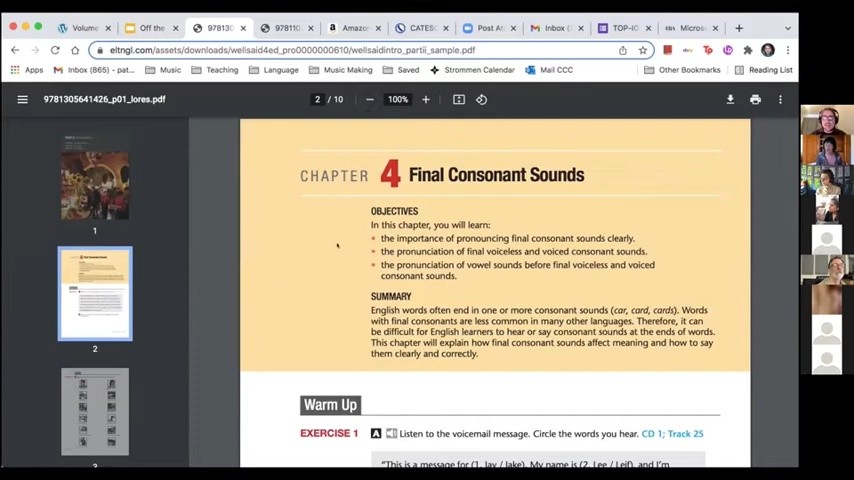 Volume
Off the
978130
978110
Amazon
CATESC
Post At
Inbox (
TOP-IO
Micros
eltngl.com/assets/downloads/wellsaid4ed_pro0000000610/wellsaidintro_partii_sample.pdf
Apps
Inbox (865) - pat...
Music
Teaching
Language
Music Making
Saved
Strommen Calendar
Mail CCC
Other Bookmarks
Reading List
9781305641426_p01_lores.pdf
2 / 10
100%
1
2
3
CHAPTER 4 Final Consonant Sounds
OBJECTIVES
In this chapter, you will learn:
the importance of pronouncing final consonant sounds clearly.
the pronunciation of final voiceless and voiced consonant sounds.
the pronunciation of vowel sounds before final voiceless and voiced
consonant sounds.
SUMMARY
English words often end in one or more consonant sounds (car, card, cards). Words
with final consonants are less common in many other languages. Therefore, it can
be difficult for English learners to hear or say consonant sounds at the ends of words.
This chapter will explain how final consonant sounds affect meaning and how to say
them clearly and correctly.
Warm Up
EXERCISE 1 A Listen to the voicemail message. Circle the words you hear. CD 1; Track 25
"This is a message for (1. Jay / Jake). My name is (2. Lee / Leif), and I'm